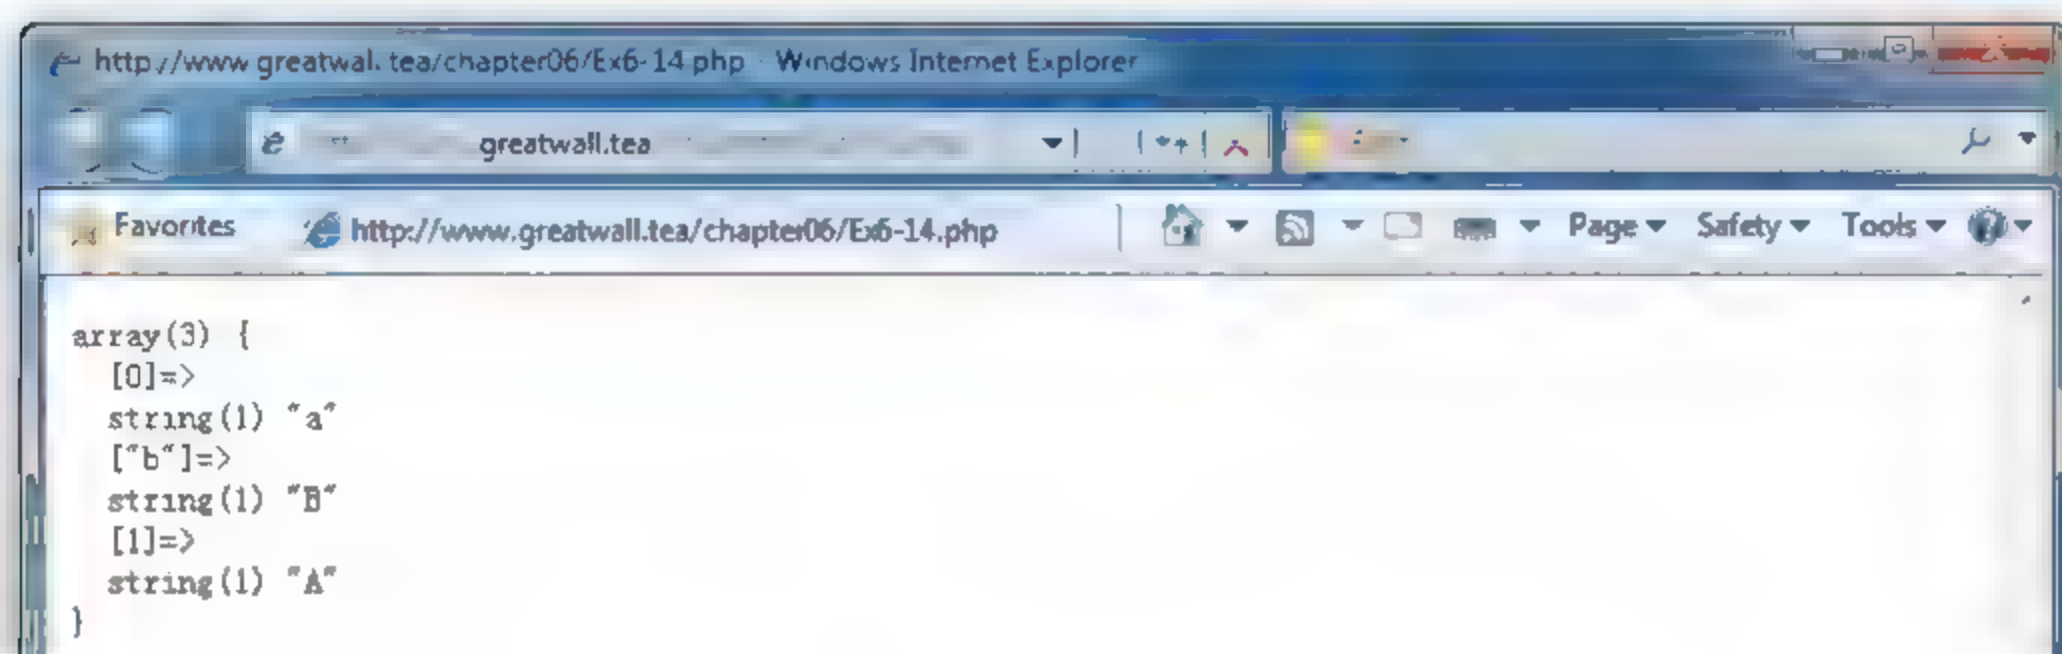 http://www.greatwal. tea/chapter06/Ex6-14 php - Windows Internet Explorer
greatwall.tea
Favorites http://www.greatwall.tea/chapter06/Ex6-14.php Page Safety Tools
array(3) {
  [0]=>
  string(1) "a"
  ["b"]=>
  string(1) "B"
  [1]=>
  string(1) "A"
}